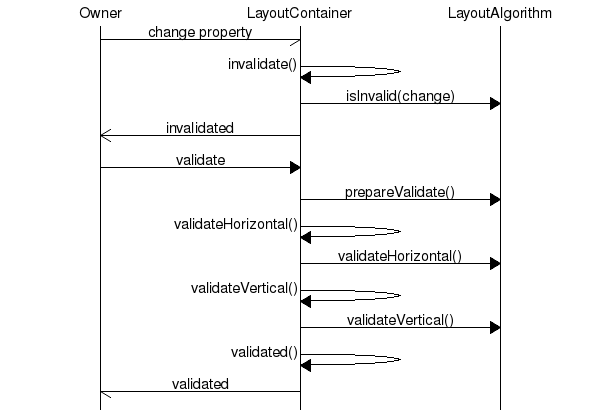 Owner LayoutContainer LayoutAlgorithm
change property
invalidate()
isInvalid(change)
invalidated
validate
prepareValidate()
validateHorizontal()
validateHorizontal()
validateVertical()
validateVertical()
validated()
validated